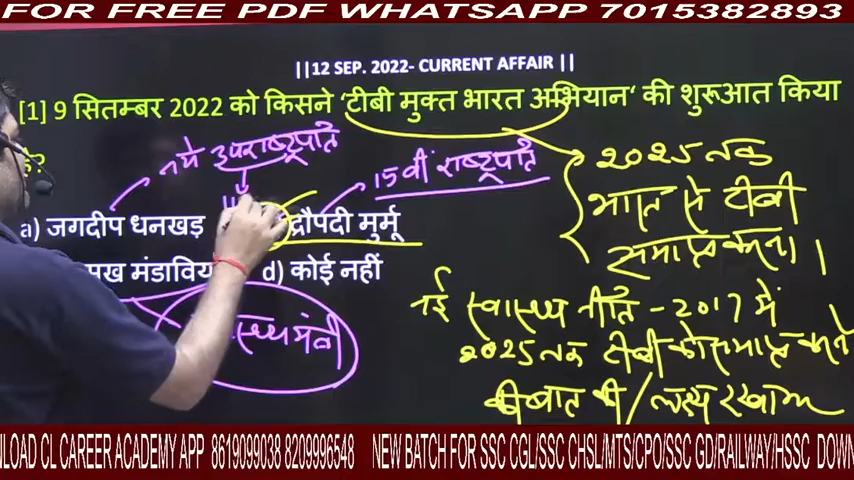 FOR FREE PDF WHATSAPP 7015382893
||12 SEP. 2022- CURRENT AFFAIR ||
[1] 9 सितम्बर 2022 को किसने ‘टीबी मुक्त भारत अभियान‘ की शुरूआत किया
है?
नये उपराष्ट्रपति
15वीं राष्ट्रपति
2025 तक
भारत से टीबी
समाप्त करना।
a) जगदीप धनखड़
द्रौपदी मुर्मू
मंडाविय
d) कोई नहीं
नई स्वास्थ्य नीति - 2017 में
2025 तक टीबी को समाप्त करने
की बात की / लक्ष्य रखा
NLOAD CL CAREER ACADEMY APP 8619099038 8209996548 NEW BATCH FOR SSC CGL/SSC CHSL/MTS/CPO/SSC GD/RAILWAY/HSSC DOWN